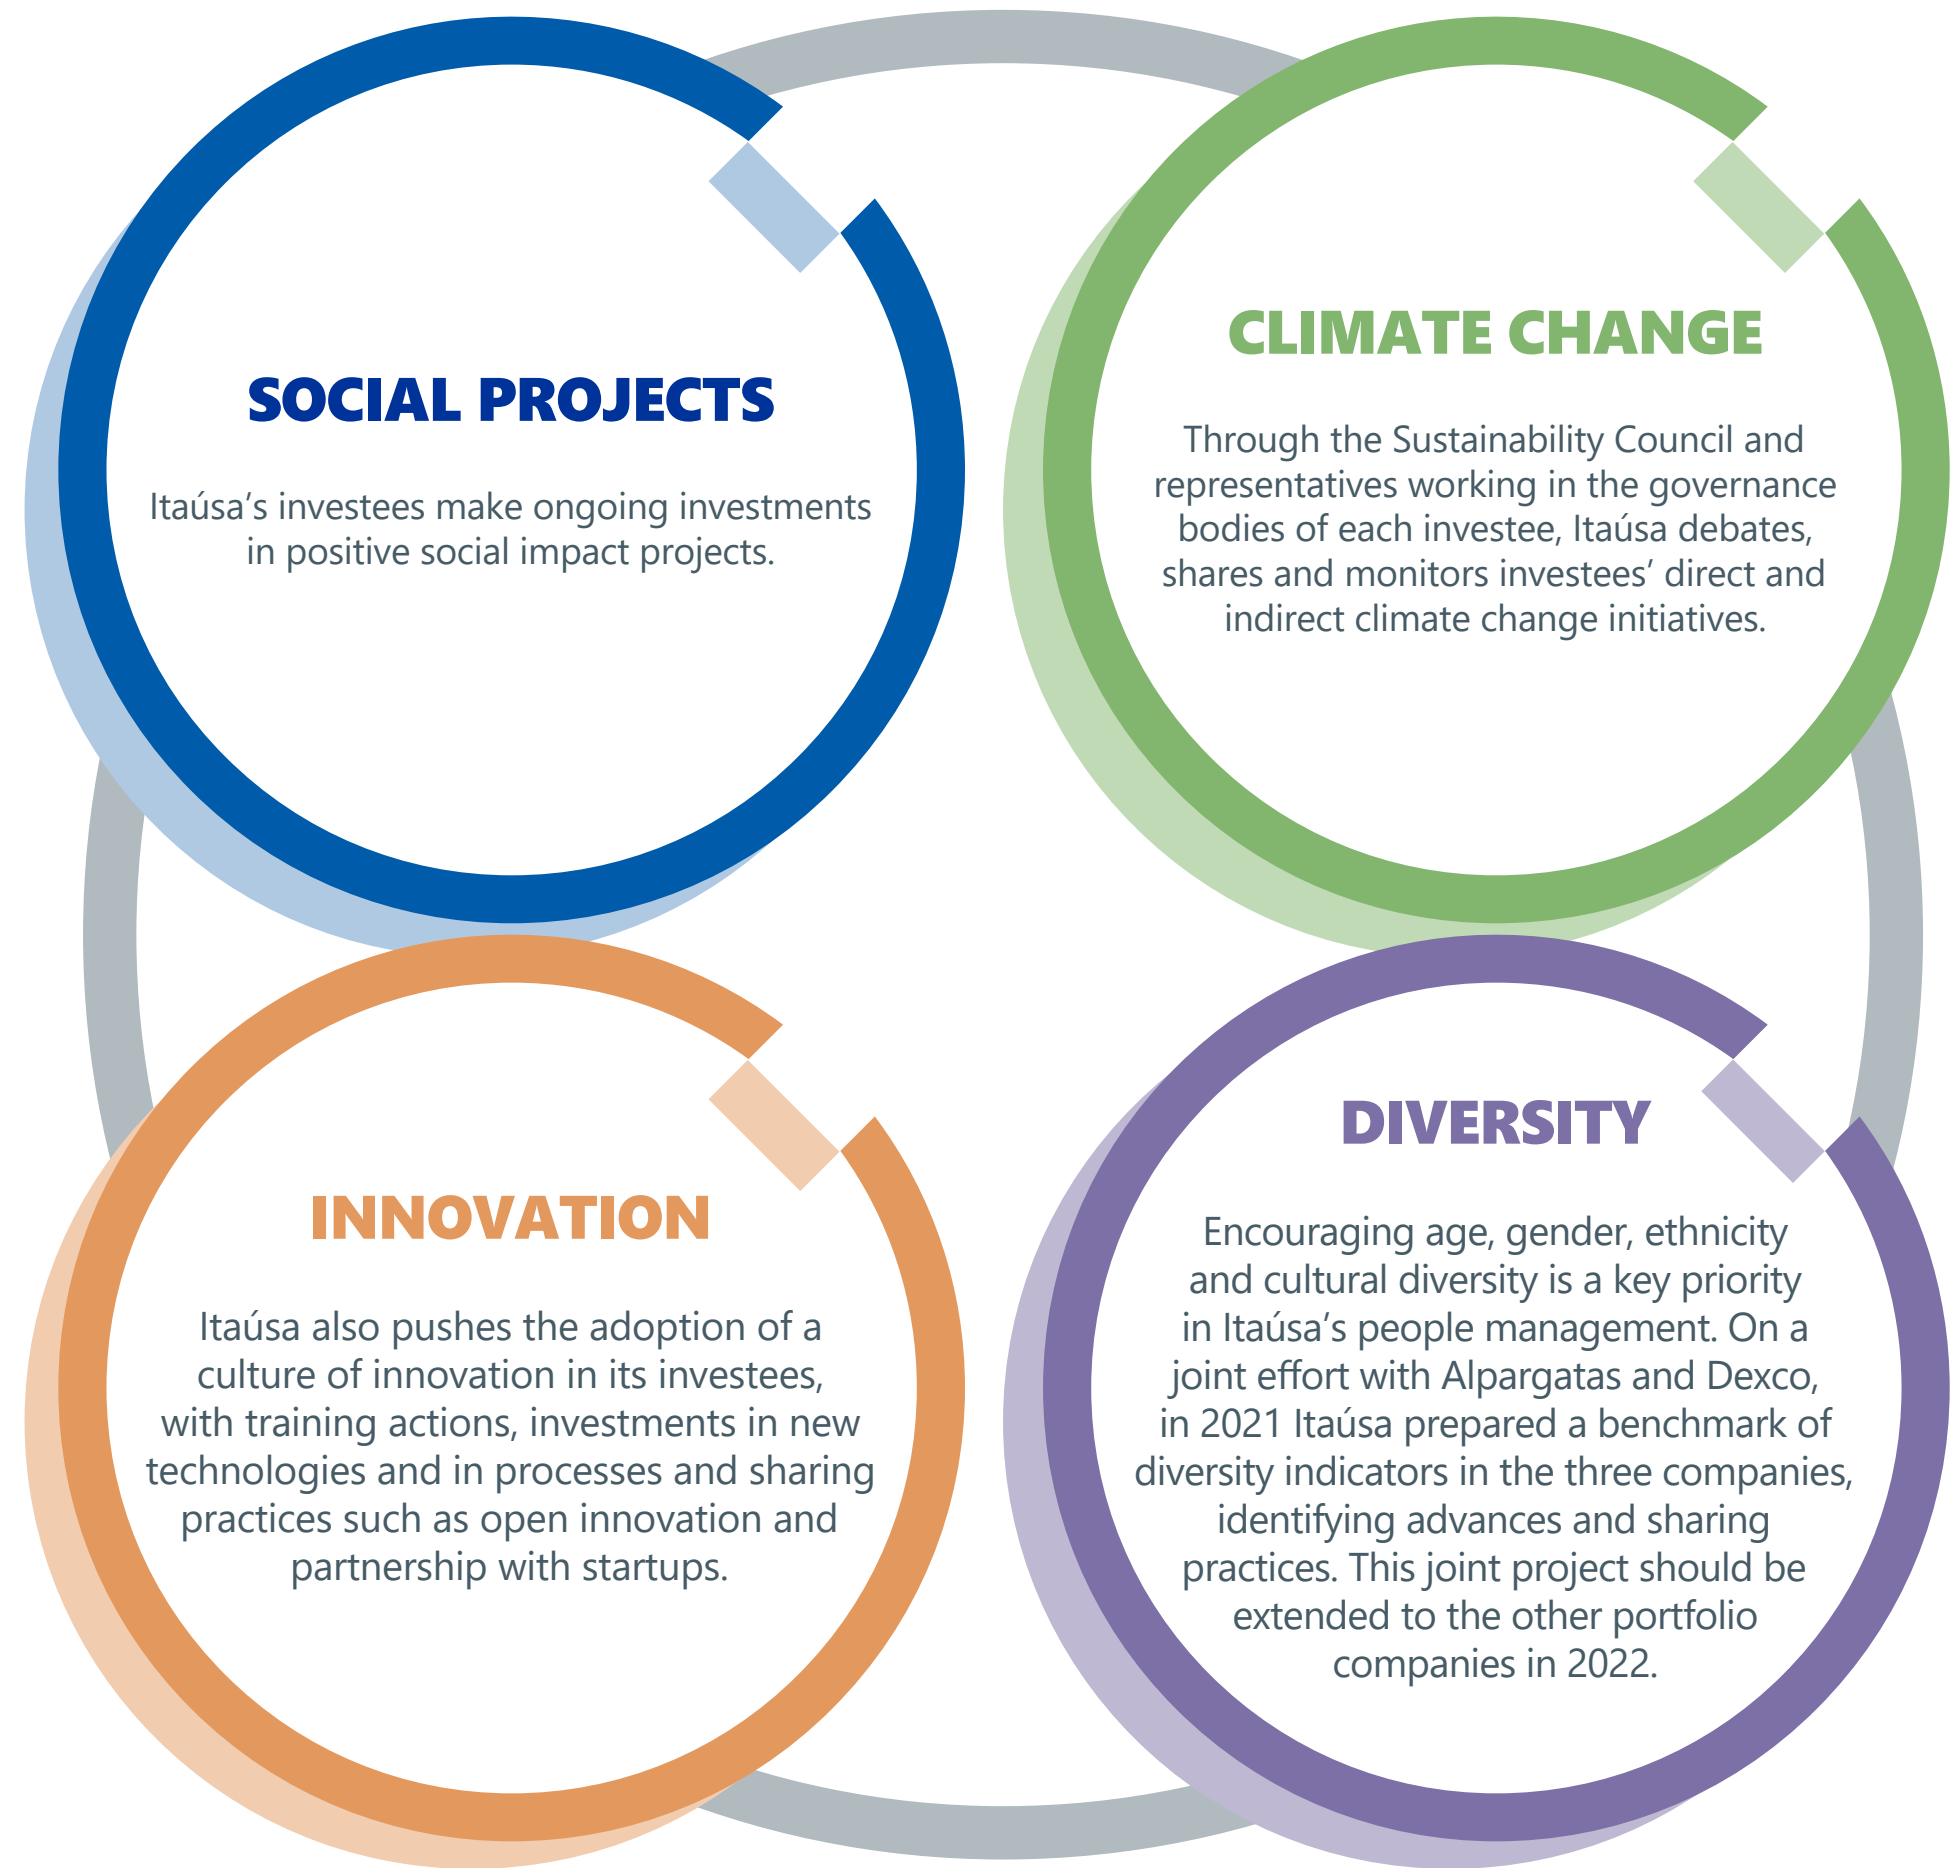 SOCIAL PROJECTS
Itaúsa’s investees make ongoing investments
in positive social impact projects.
CLIMATE CHANGE
Through the Sustainability Council and
representatives working in the governance
bodies of each investee, Itaúsa debates,
shares and monitors investees’ direct and
indirect climate change initiatives.
INNOVATION
Itaúsa also pushes the adoption of a
culture of innovation in its investees,
with training actions, investments in new
technologies and in processes and sharing
practices such as open innovation and
partnership with startups.
DIVERSITY
Encouraging age, gender, ethnicity
and cultural diversity is a key priority
in Itaúsa’s people management. On a
joint effort with Alpargatas and Dexco,
in 2021 Itaúsa prepared a benchmark of
diversity indicators in the three companies,
identifying advances and sharing
practices. This joint project should be
extended to the other portfolio
companies in 2022.